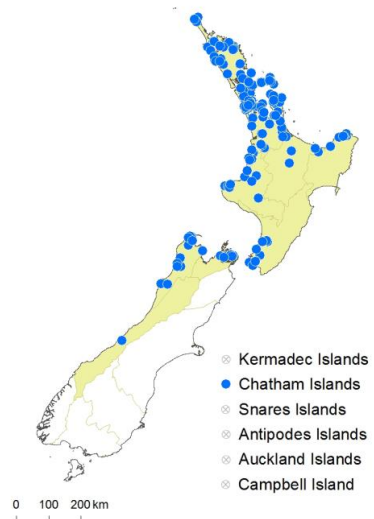 Kermadec Islands
Chatham Islands
Snares Islands
Antipodes Islands
Auckland Islands
Campbell Island
0 100 200 km